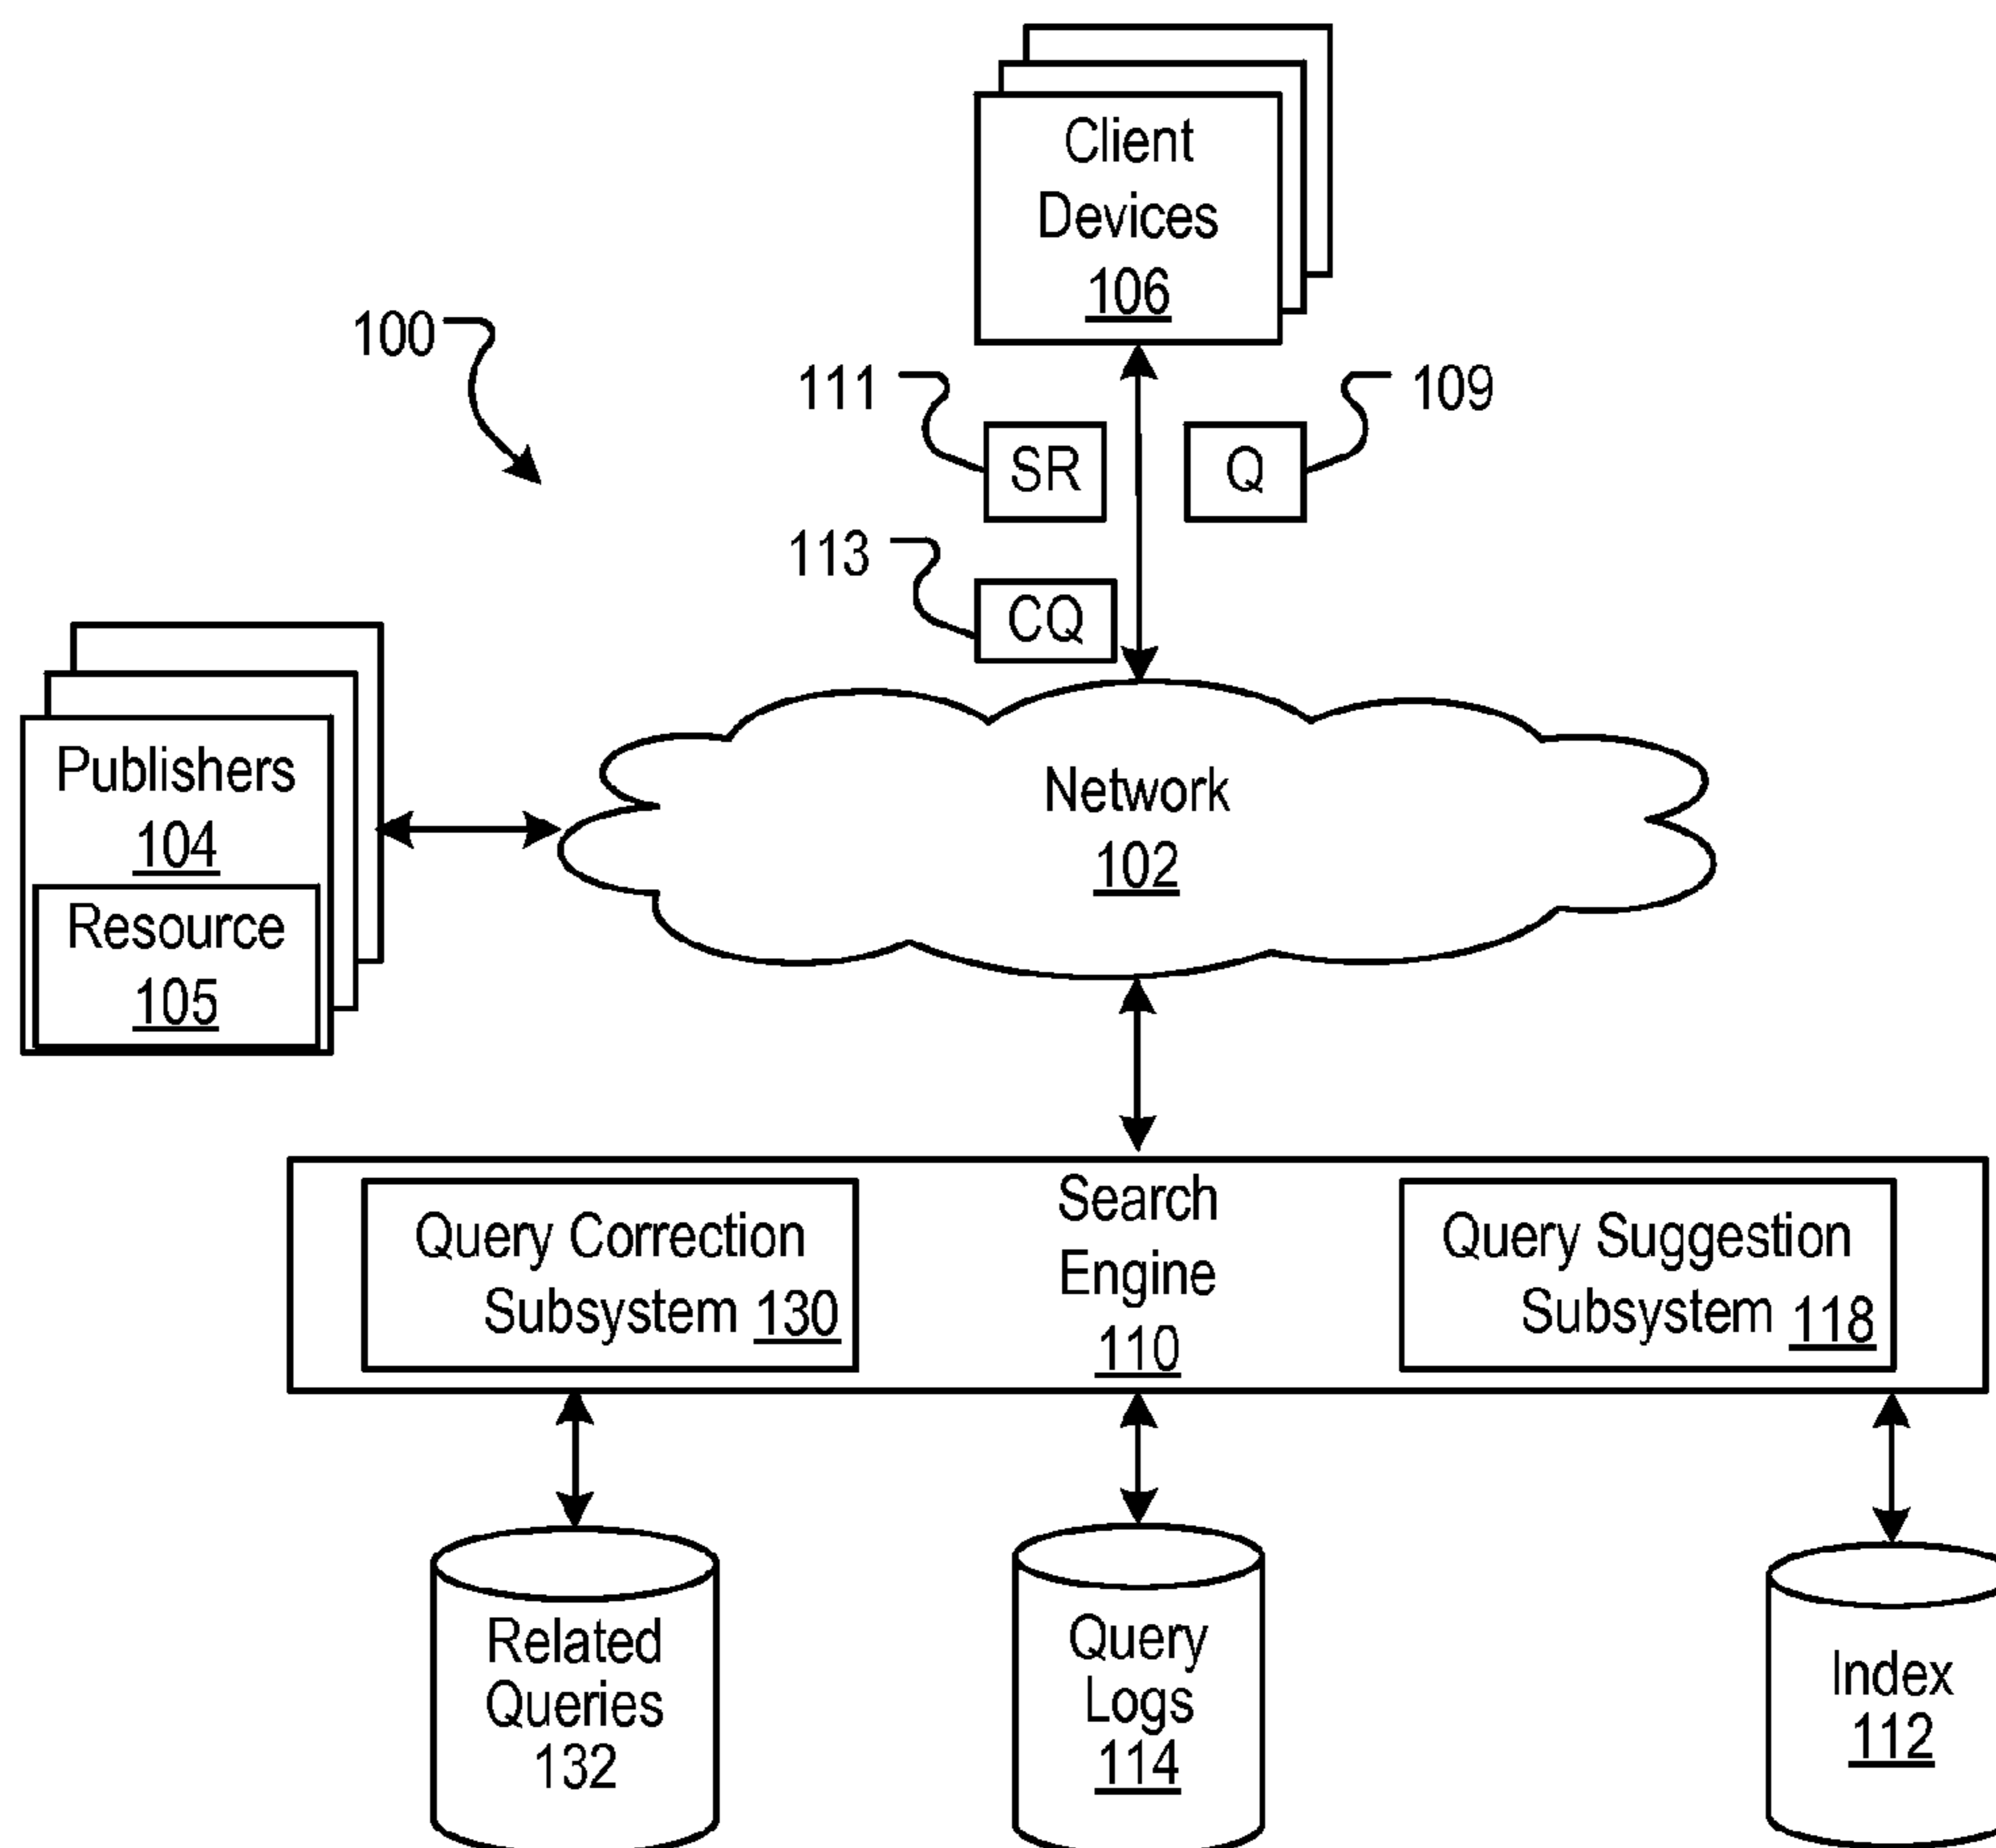 Client
Devices
106
100
111
109
SR
Q
113
CQ
Publishers
104
Resource
105
Network
102
Query Correction
Subsystem 130
Search
Engine
110
Query Suggestion
Subsystem 118
Related
Queries
132
Query
Logs
114
Index
112